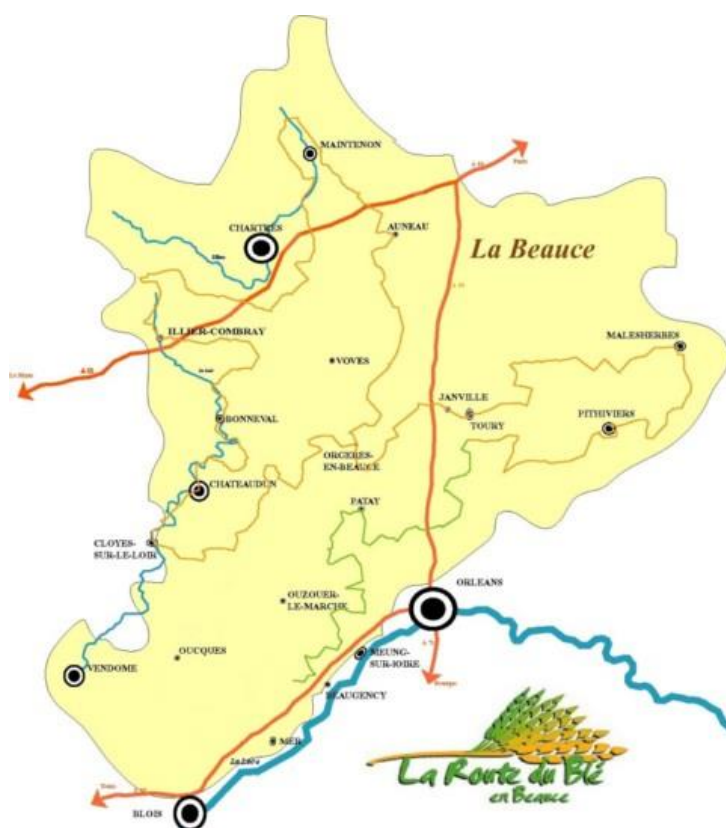 MAINTENON
A 11
Paris
CHARTRES
AUNEAU
La Beauce
ILLIER-COMBRAY
MALESHERBES
VOVES
Le Mans
A 11
BONNEVAL
JANVILLE
TOURY
PITHIVIERS
ORGERES-
EN-BEAUCE
CHATEAUDUN
PATAY
CLOYES-
SUR-LE-LOIR
ORLEANS
OUZOUER-
LE-MARCHE
OUCQUES
VENDOME
MEUNG-
SUR-LOIRE
BEAUGENCY
MER
La Loire
Tours
BLOIS
La Route du Blé
en Beauce